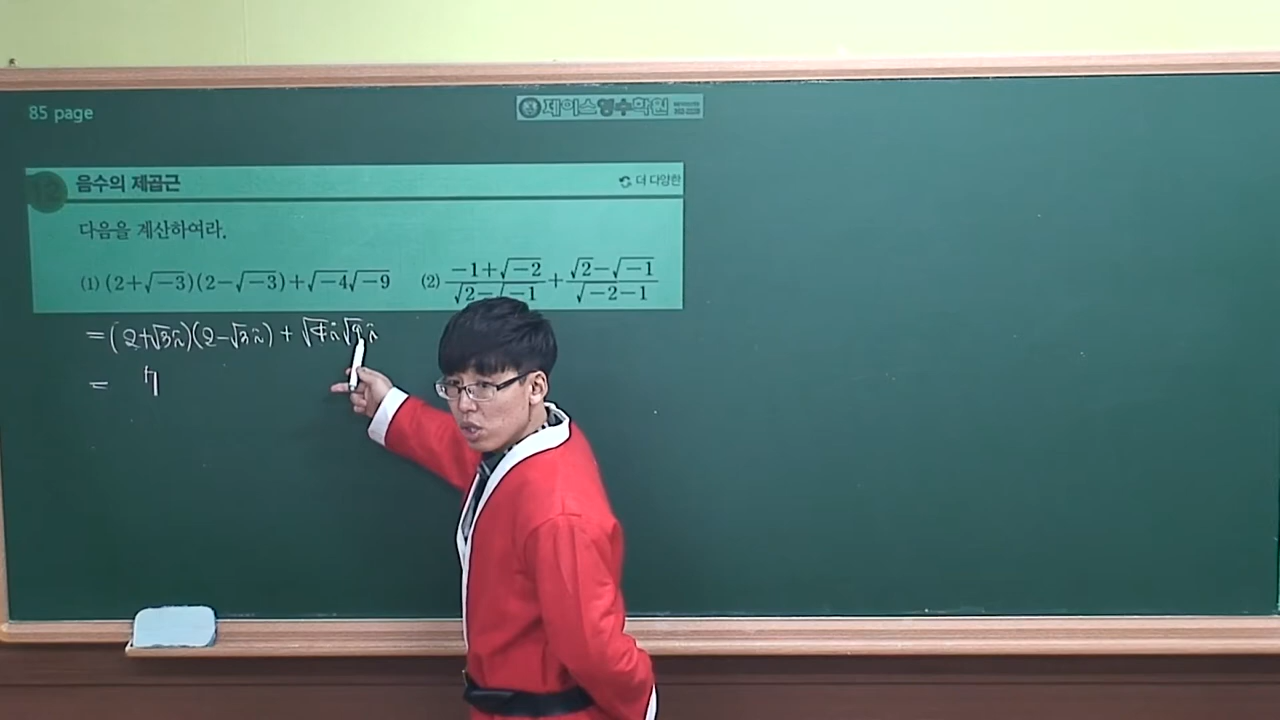 85 page
제이스영수학원
12 음수의 제곱근
더 다양한
다음을 계산하여라.
(1) (2+√-3)(2-√-3)+√-4√-9 (2) (-1+√-2)/(√2-√-1) + (√2-√-1)/(√-2-1)
=(2+√3i)(2-√3i)+√4i√9i
= 7